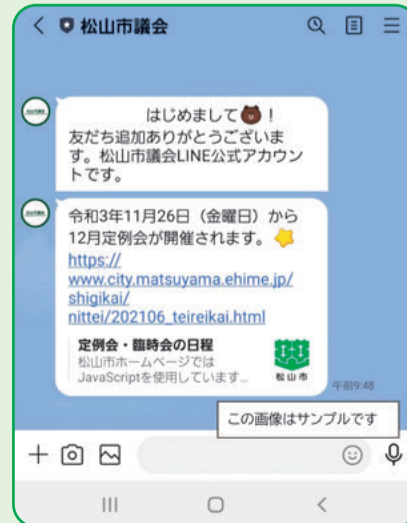 松山市議会
はじめまして！
友だち追加ありがとうございま
す。松山市議会LINE公式アカウン
トです。
令和3年11月26日（金曜日）から
12月定例会が開催されます。
https://
www.city.matsuyama.ehime.jp/
shigikai/
nittei/202106_teireikai.html
定例会・臨時会の日程
松山市ホームページでは
JavaScriptを使用しています...
松山市
午前9:48
この画像はサンプルです